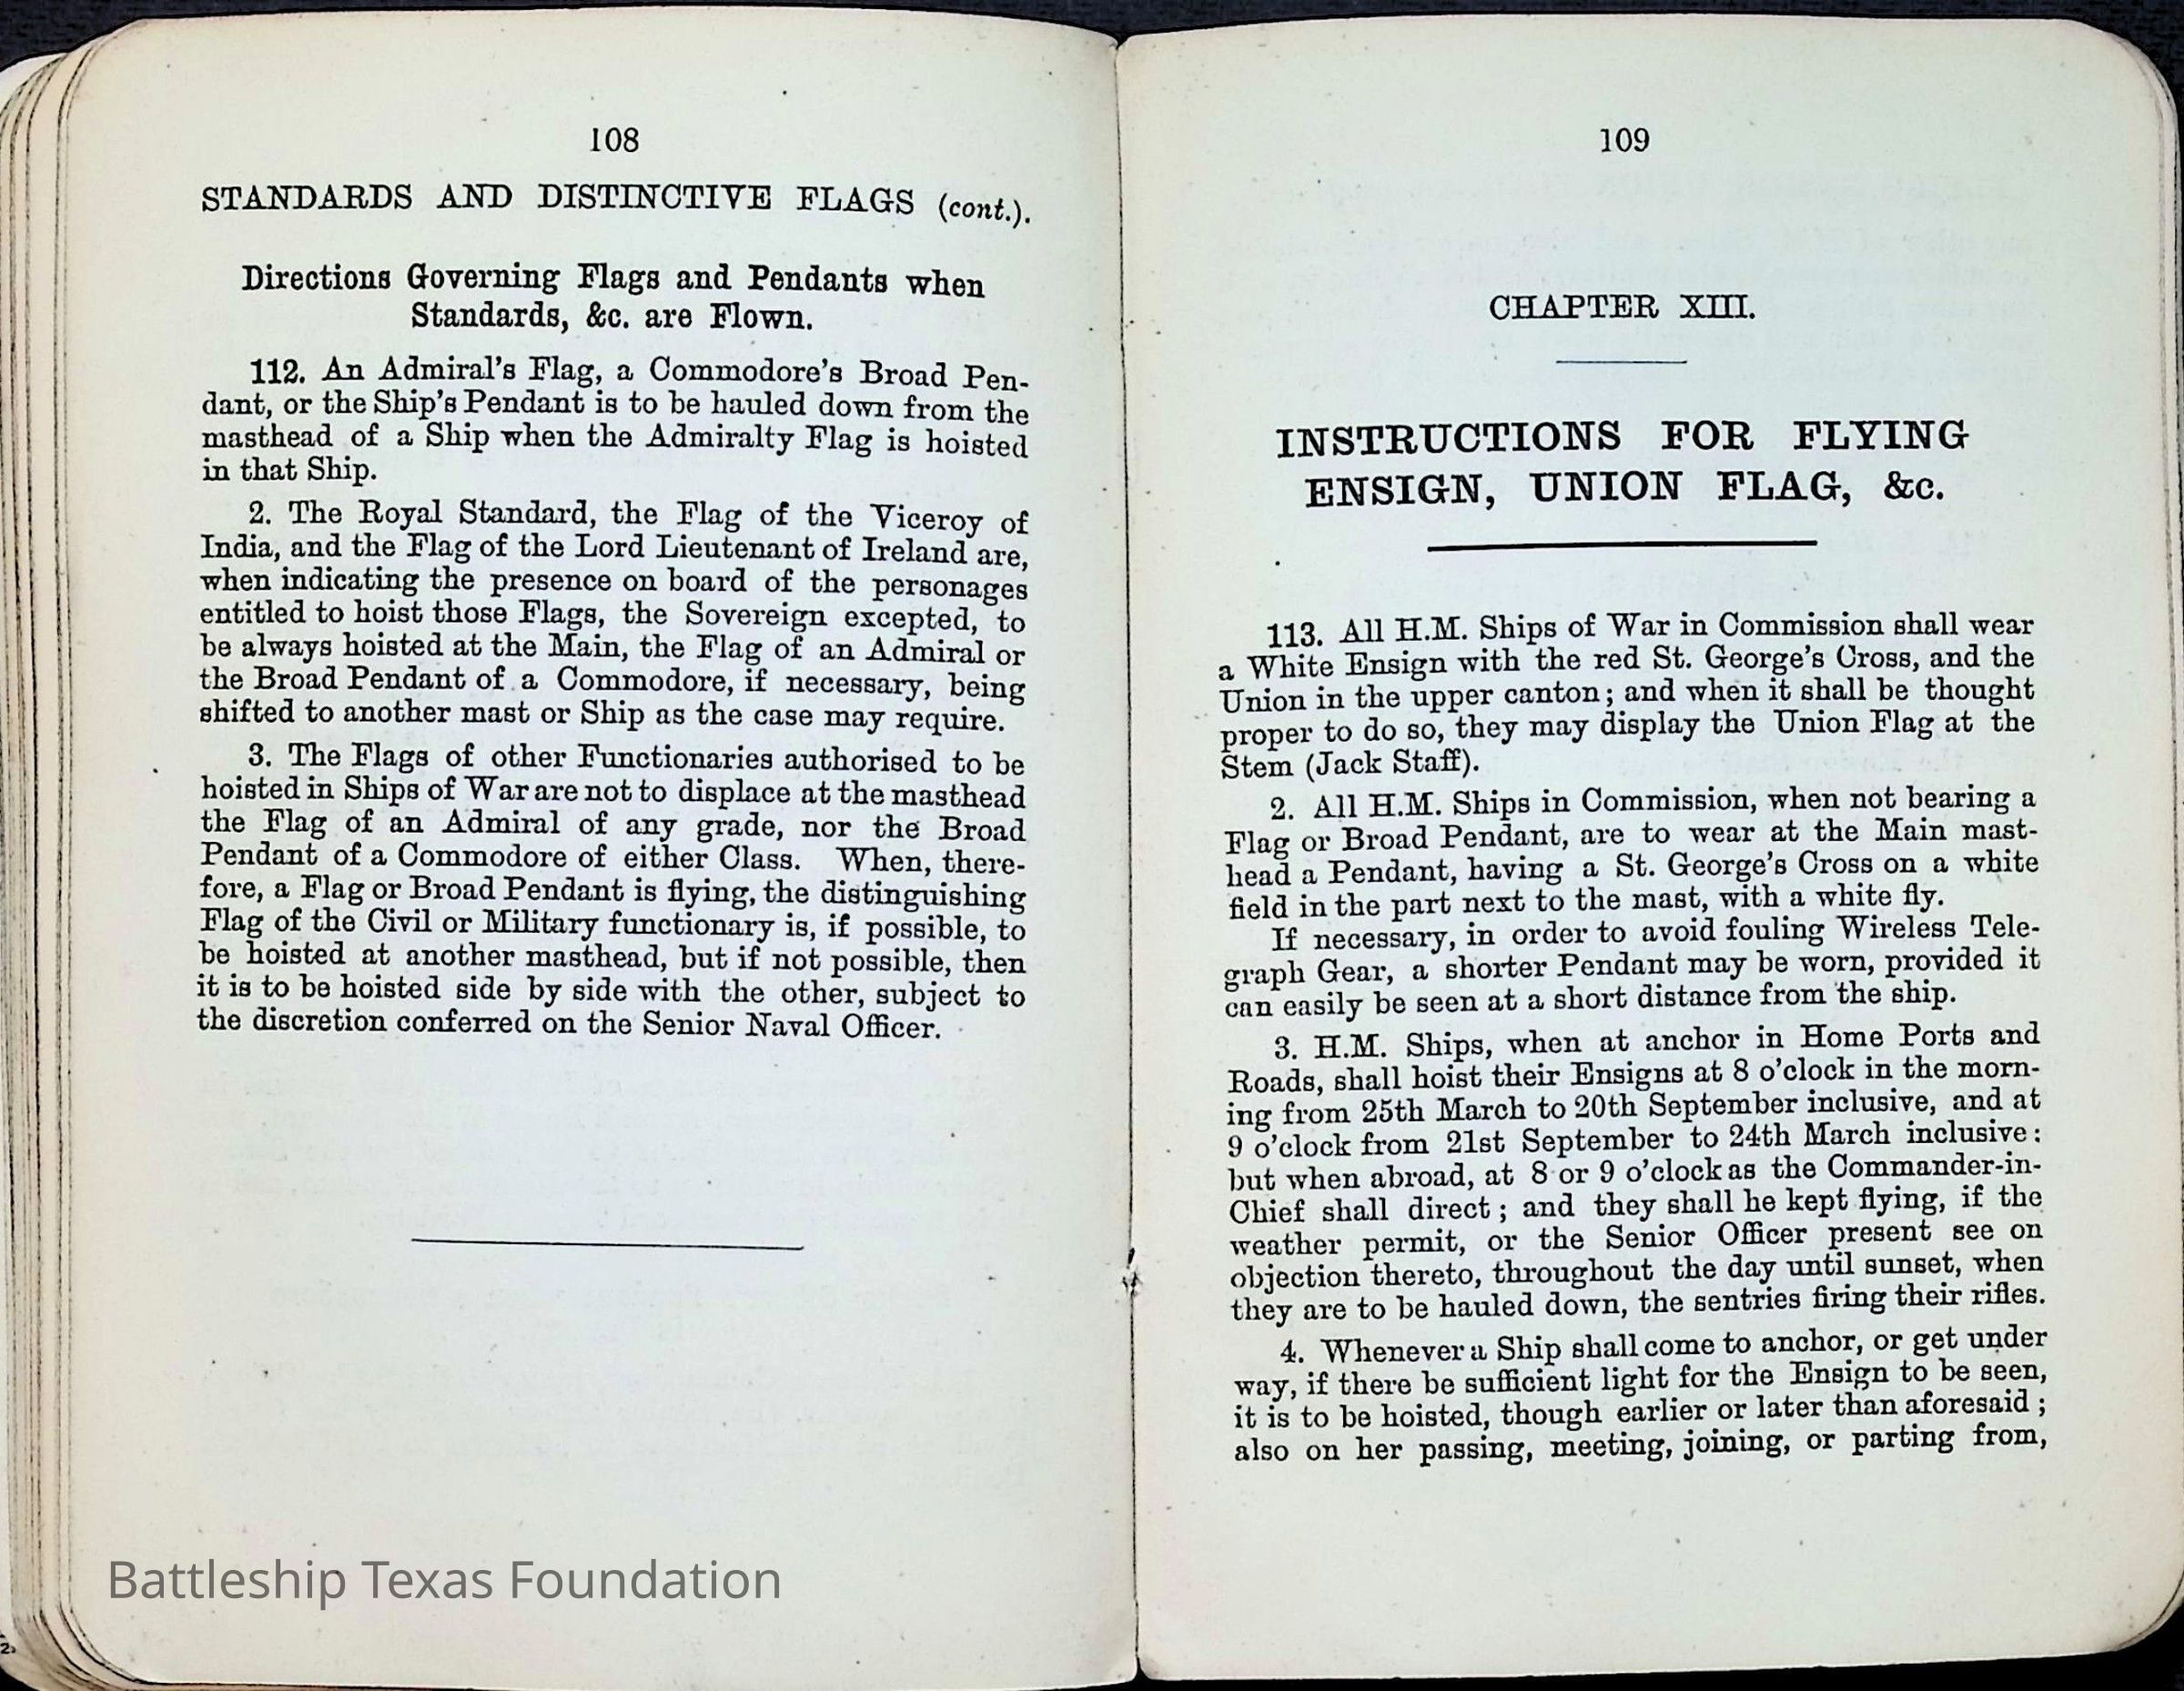 108
STANDARDS AND DISTINCTIVE FLAGS (cont.).
Directions Governing Flags and Pendants when
Standards, &c. are Flown.
112. An Admiral's Flag, a Commodore's Broad Pen-
dant, or the Ship's Pendant is to be hauled down from the
masthead of a Ship when the Admiralty Flag is hoisted
in that Ship.
2. The Royal Standard, the Flag of the Viceroy of
India, and the Flag of the Lord Lieutenant of Ireland are,
when indicating the presence on board of the personages
entitled to hoist those Flags, the Sovereign excepted, to
be always hoisted at the Main, the Flag of an Admiral or
the Broad Pendant of a Commodore, if necessary, being
shifted to another mast or Ship as the case may require.
3. The Flags of other Functionaries authorised to be
hoisted in Ships of War are not to displace at the masthead
the Flag of an Admiral of any grade, nor the Broad
Pendant of a Commodore of either Class. When, there-
fore, a Flag or Broad Pendant is flying, the distinguishing
Flag of the Civil or Military functionary is, if possible, to
be hoisted at another masthead, but if not possible, then
it is to be hoisted side by side with the other, subject to
the discretion conferred on the Senior Naval Officer.
Battleship Texas Foundation
109
CHAPTER XIII.
INSTRUCTIONS FOR FLYING
ENSIGN, UNION FLAG, &c.
113. All H.M. Ships of War in Commission shall wear
a White Ensign with the red St. George's Cross, and the
Union in the upper canton; and when it shall be thought
proper to do so, they may display the Union Flag at the
Stem (Jack Staff).
2. All H.M. Ships in Commission, when not bearing a
Flag or Broad Pendant, are to wear at the Main mast-
head a Pendant, having a St. George's Cross on a white
field in the part next to the mast, with a white fly.
If necessary, in order to avoid fouling Wireless Tele-
graph Gear, a shorter Pendant may be worn, provided it
can easily be seen at a short distance from the ship.
3. H.M. Ships, when at anchor in Home Ports and
Roads, shall hoist their Ensigns at 8 o'clock in the morn-
ing from 25th March to 20th September inclusive, and at
9 o'clock from 21st September to 24th March inclusive:
but when abroad, at 8 or 9 o'clock as the Commander-in-
Chief shall direct; and they shall he kept flying, if the
weather permit, or the Senior Officer present see on
objection thereto, throughout the day until sunset, when
they are to be hauled down, the sentries firing their rifles.
4. Whenever a Ship shall come to anchor, or get under
way, if there be sufficient light for the Ensign to be seen,
it is to be hoisted, though earlier or later than aforesaid;
also on her passing, meeting, joining, or parting from,